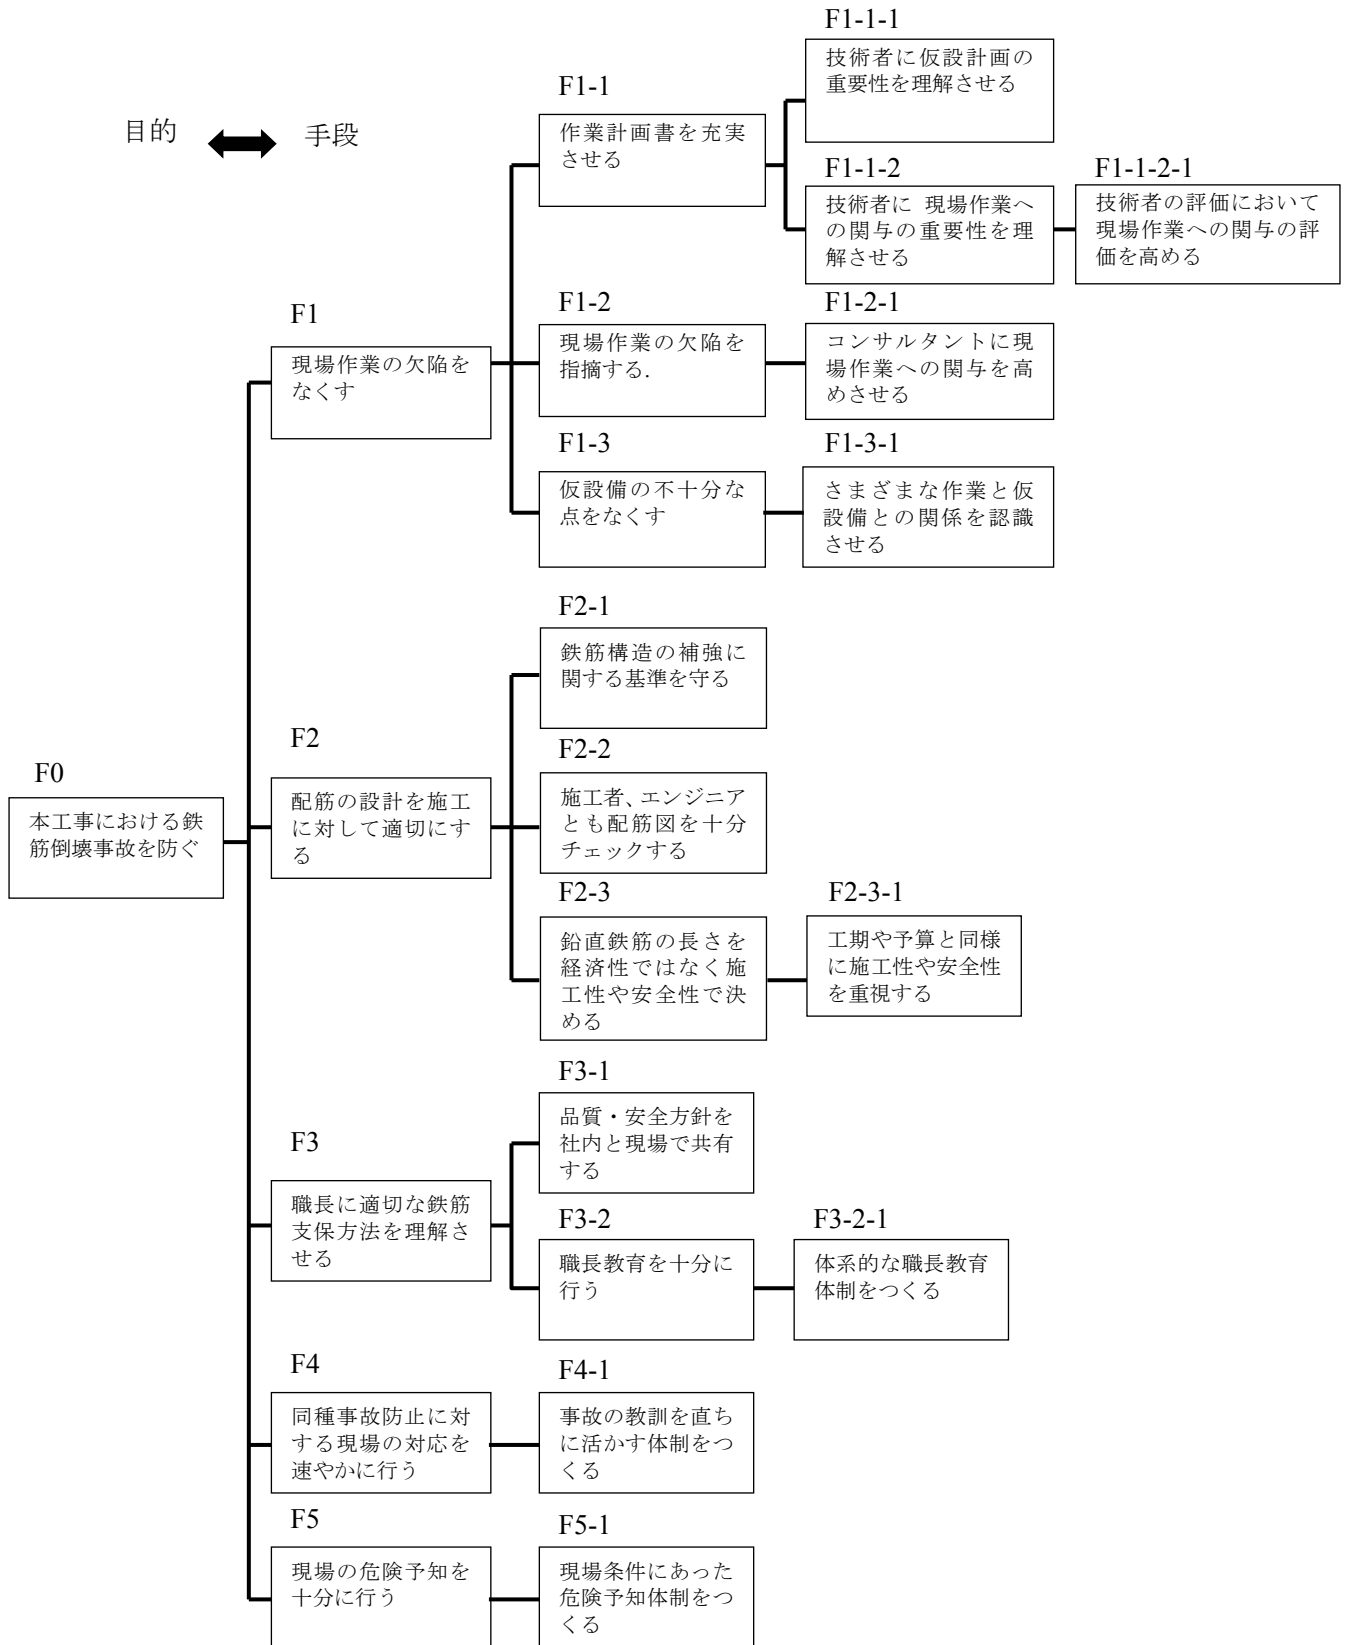 目的 手段
F1-1-1
技術者に仮設計画の
重要性を理解させる
F1-1
作業計画書を充実
させる
F1-1-2
技術者に 現場作業へ
の関与の重要性を理
解させる
F1-1-2-1
技術者の評価において
現場作業への関与の評
価を高める
F1
現場作業の欠陥を
なくす
F1-2
現場作業の欠陥を
指摘する.
F1-2-1
コンサルタントに現
場作業への関与を高
めさせる
F1-3
仮設備の不十分な
点をなくす
F1-3-1
さまざまな作業と仮
設備との関係を認識
させる
F0
本工事における鉄
筋倒壊事故を防ぐ
F2
配筋の設計を施工
に対して適切にす
る
F2-1
鉄筋構造の補強に
関する基準を守る
F2-2
施工者、エンジニア
とも配筋図を十分
チェックする
F2-3
鉛直鉄筋の長さを
経済性ではなく施
工性や安全性で決
める
F2-3-1
工期や予算と同様
に施工性や安全性
を重視する
F3
職長に適切な鉄筋
支保方法を理解さ
せる
F3-1
品質・安全方針を
社内と現場で共有
する
F3-2
職長教育を十分に
行う
F3-2-1
体系的な職長教育
体制をつくる
F4
同種事故防止に対
する現場の対応を
速やかに行う
F4-1
事故の教訓を直ち
に活かす体制をつ
くる
F5
現場の危険予知を
十分に行う
F5-1
現場条件にあった
危険予知体制をつ
くる